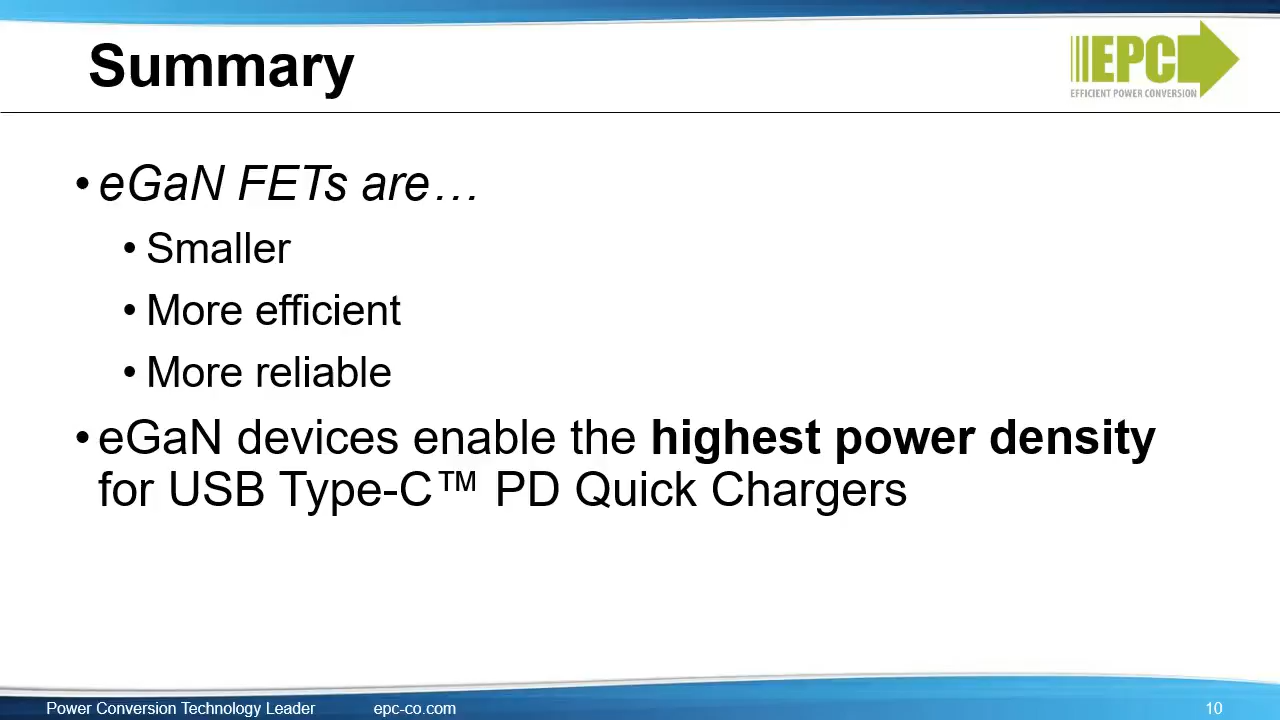 Summary
EPC
EFFICIENT POWER CONVERSION
• eGaN FETs are…
• Smaller
• More efficient
• More reliable
• eGaN devices enable the highest power density
for USB Type-C™ PD Quick Chargers
Power Conversion Technology Leader epc-co.com 10